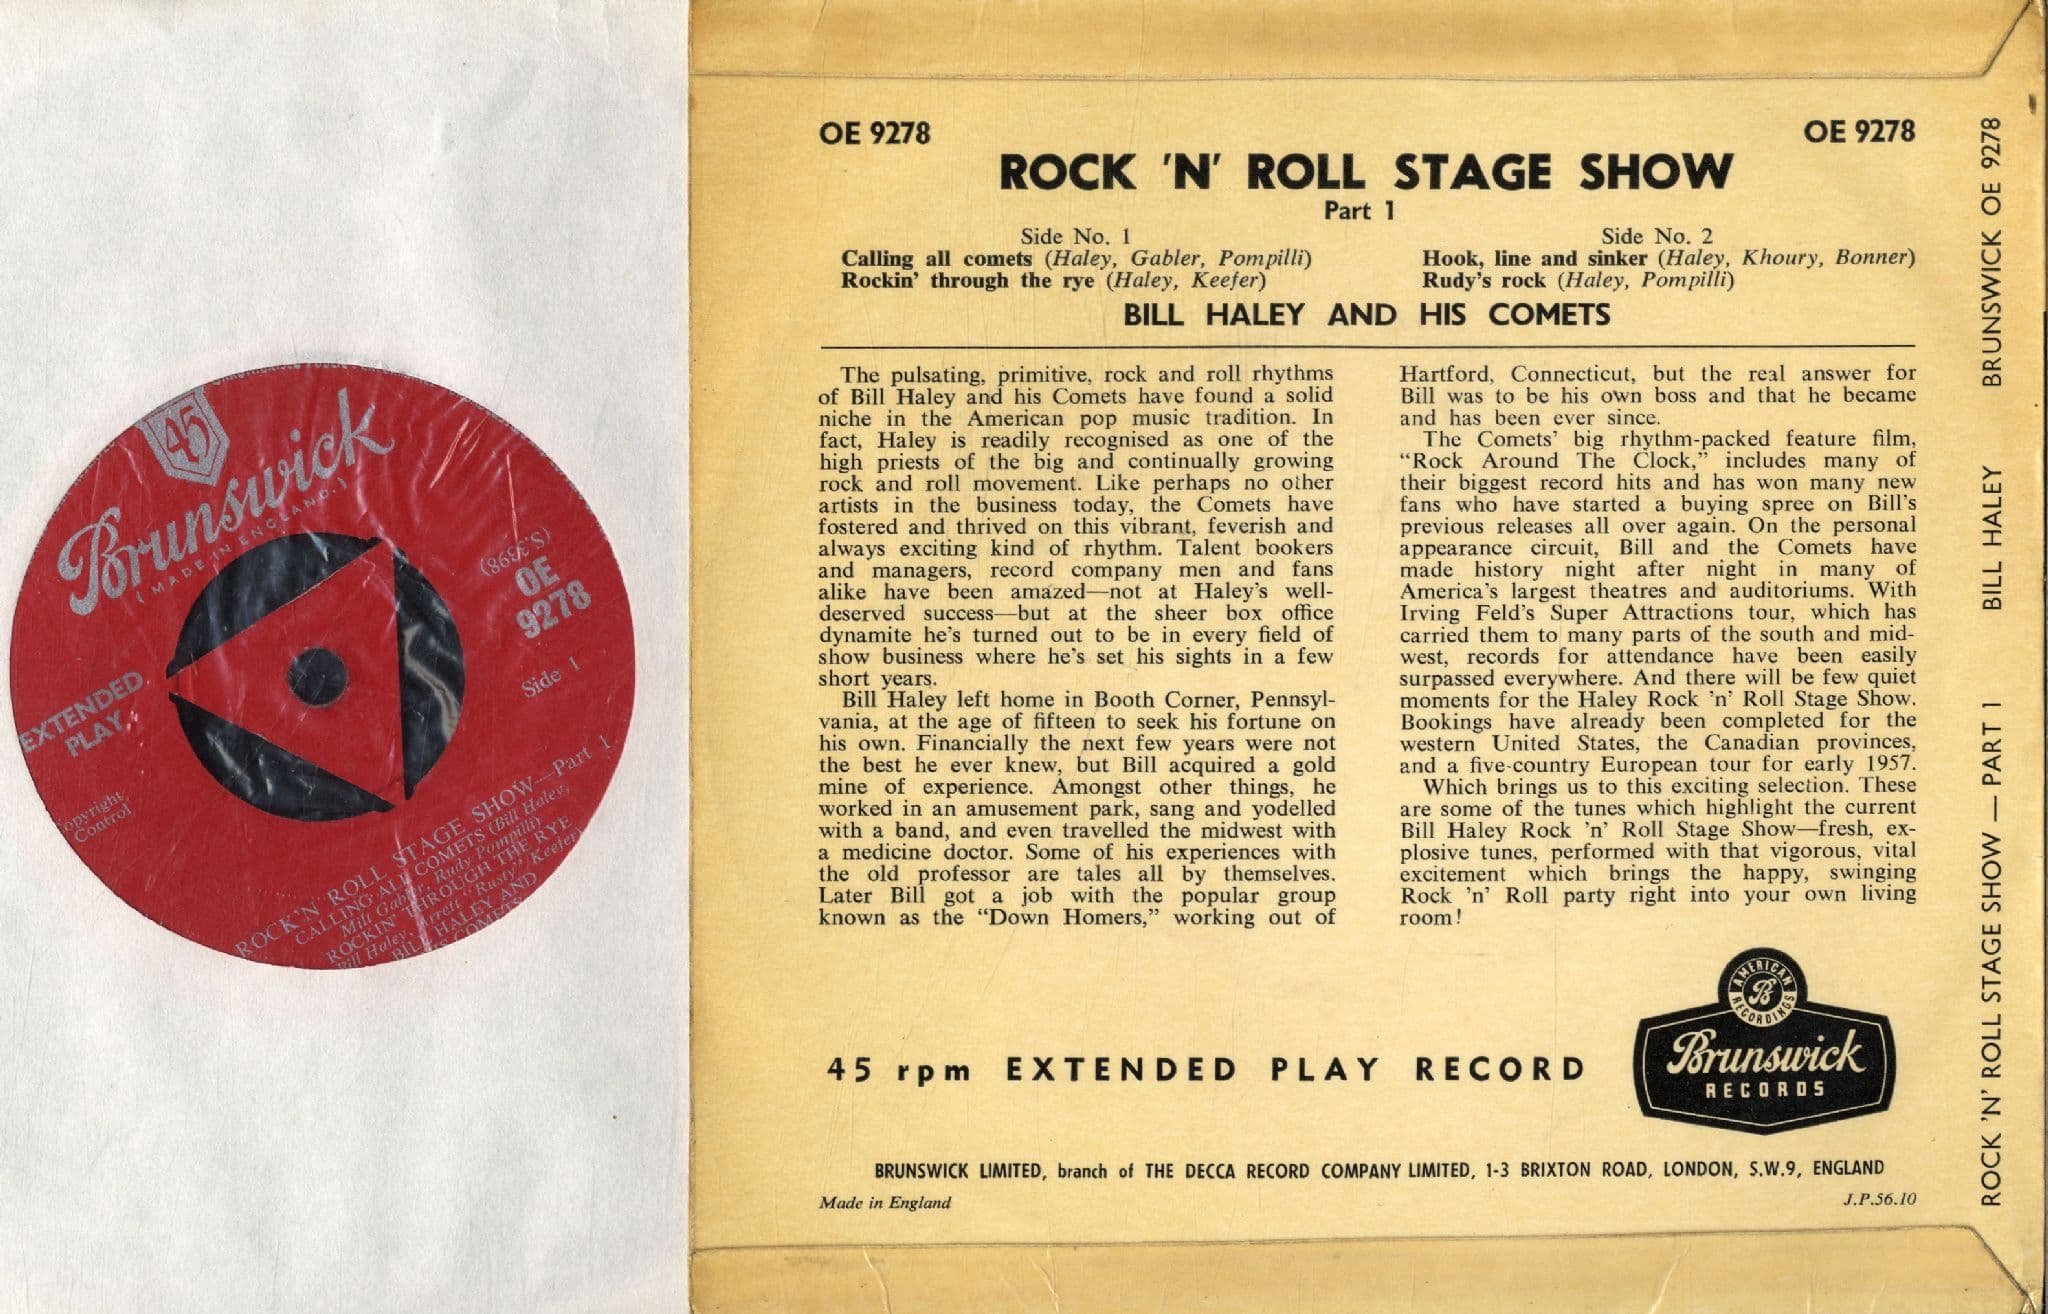 45
Brunswick
( MADE IN ENGLAND. )
(S.3398)
OE
9278
Side 1
EXTENDED
PLAY
Copyright
Control
ROCK'N' ROLL STAGE SHOW—Part 1
CALLING ALL COMETS (Bill Haley,
Milt Gabler, Rudy Pompilli)
ROCKIN' THROUGH THE RYE
Bill Haley, "Rusty" Keefer)
BILL HALEY AND
COMETS
OE 9278
OE 9278
ROCK 'N' ROLL STAGE SHOW
Part 1
Side No. 1
Calling all comets (Haley, Gabler, Pompilli)
Rockin' through the rye (Haley, Keefer)
Side No. 2
Hook, line and sinker (Haley, Khoury, Bonner)
Rudy's rock (Haley, Pompilli)
BILL HALEY AND HIS COMETS
The pulsating, primitive, rock and roll rhythms
of Bill Haley and his Comets have found a solid
niche in the American pop music tradition. In
fact, Haley is readily recognised as one of the
high priests of the big and continually growing
rock and roll movement. Like perhaps no other
artists in the business today, the Comets have
fostered and thrived on this vibrant, feverish and
always exciting kind of rhythm. Talent bookers
and managers, record company men and fans
alike have been amazed—not at Haley's well-
deserved success—but at the sheer box office
dynamite he's turned out to be in every field of
show business where he's set his sights in a few
short years.
Bill Haley left home in Booth Corner, Pennsyl-
vania, at the age of fifteen to seek his fortune on
his own. Financially the next few years were not
the best he ever knew, but Bill acquired a gold
mine of experience. Amongst other things, he
worked in an amusement park, sang and yodelled
with a band, and even travelled the midwest with
a medicine doctor. Some of his experiences with
the old professor are tales all by themselves.
Later Bill got a job with the popular group
known as the "Down Homers," working out of
Hartford, Connecticut, but the real answer for
Bill was to be his own boss and that he became
and has been ever since.
The Comets' big rhythm-packed feature film,
"Rock Around The Clock," includes many of
their biggest record hits and has won many new
fans who have started a buying spree on Bill's
previous releases all over again. On the personal
appearance circuit, Bill and the Comets have
made history night after night in many of
America's largest theatres and auditoriums. With
Irving Feld's Super Attractions tour, which has
carried them to many parts of the south and mid-
west, records for attendance have been easily
surpassed everywhere. And there will be few quiet
moments for the Haley Rock 'n' Roll Stage Show.
Bookings have already been completed for the
western United States, the Canadian provinces,
and a five-country European tour for early 1957.
Which brings us to this exciting selection. These
are some of the tunes which highlight the current
Bill Haley Rock 'n' Roll Stage Show—fresh, ex-
plosive tunes, performed with that vigorous, vital
excitement which brings the happy, swinging
Rock 'n' Roll party right into your own living
room!
45 rpm EXTENDED PLAY RECORD
AMERICAN
B
RECORDINGS
Brunswick
RECORDS
BRUNSWICK LIMITED, branch of THE DECCA RECORD COMPANY LIMITED, 1-3 BRIXTON ROAD, LONDON, S.W.9, ENGLAND
Made in England
J.P.56.10
ROCK 'N' ROLL STAGE SHOW — PART 1 BILL HALEY BRUNSWICK OE 9278